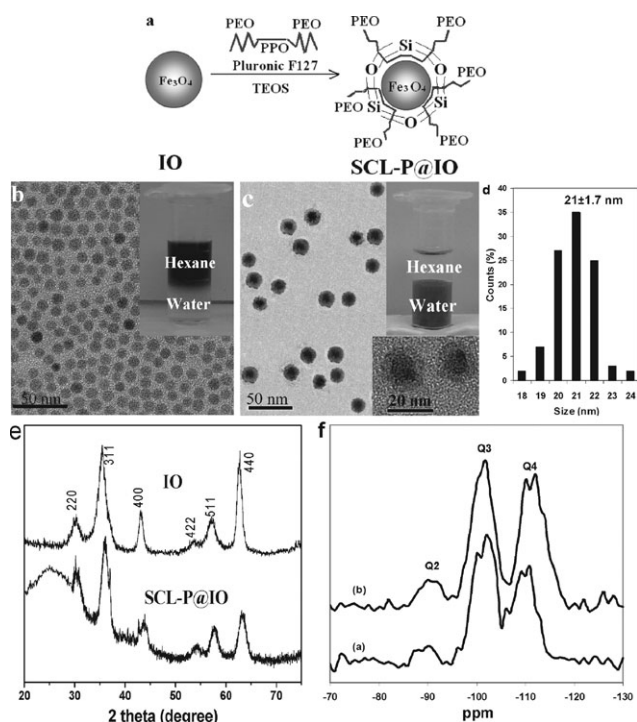 a
PEO
PEO
PPO
Pluronic F127
TEOS
Fe₃O₄
IO
PEO
PEO
Si
O
O
PEO
Fe₃O₄
PEO
Si
Si
O
PEO
PEO
SCL-P@IO
b
Hexane
Water
50 nm
c
Hexane
Water
50 nm
20 nm
d
21±1.7 nm
Counts (%)
40
35
30
25
20
15
10
5
0
18 19 20 21 22 23 24
Size (nm)
e
220
311
IO
400
422
511
440
SCL-P@IO
20 30 40 50 60 70
2 theta (degree)
f
Q3
Q4
Q2
(b)
(a)
-70 -80 -90 -100 -110 -120 -130
ppm